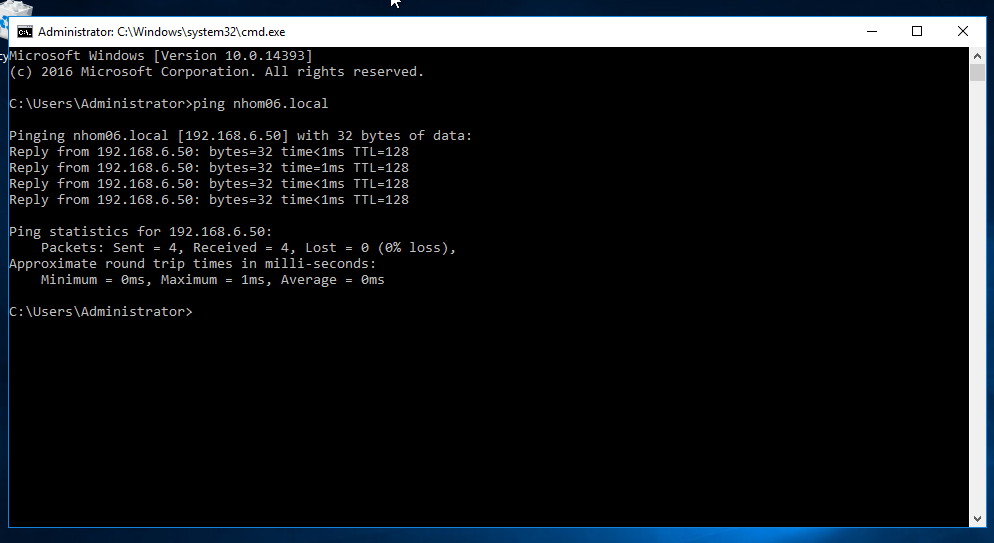 Administrator: C:\Windows\system32\cmd.exe
Microsoft Windows [Version 10.0.14393]
(c) 2016 Microsoft Corporation. All rights reserved.
C:\Users\Administrator>ping nhom06.local
Pinging nhom06.local [192.168.6.50] with 32 bytes of data:
Reply from 192.168.6.50: bytes=32 time<1ms TTL=128
Reply from 192.168.6.50: bytes=32 time=1ms TTL=128
Reply from 192.168.6.50: bytes=32 time<1ms TTL=128
Reply from 192.168.6.50: bytes=32 time<1ms TTL=128
Ping statistics for 192.168.6.50:
    Packets: Sent = 4, Received = 4, Lost = 0 (0% loss),
Approximate round trip times in milli-seconds:
    Minimum = 0ms, Maximum = 1ms, Average = 0ms
C:\Users\Administrator>